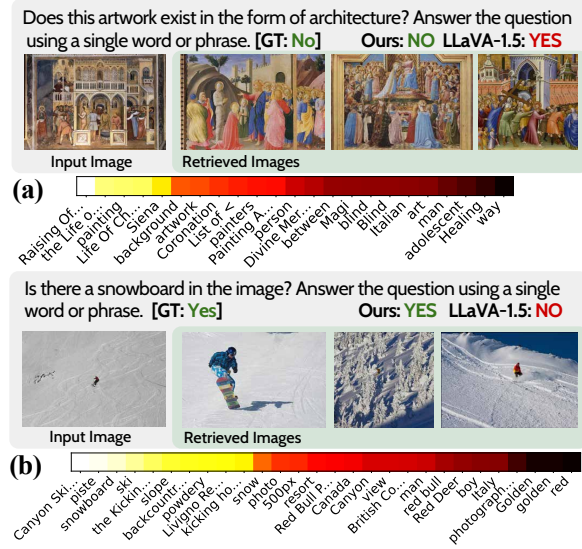 Does this artwork exist in the form of architecture? Answer the question
using a single word or phrase. [GT: No] Ours: NO LLaVA-1.5: YES
Input Image
Retrieved Images
(a)
Raising Of...
the Life o...
painting
Life Of Ch...
Siena
background
artwork
Coronation
List of <
painters
Painting A...
person
Divine Mer...
between
Magi
blind
Blind
Italian
art
man
adolescent
Healing
way
Is there a snowboard in the image? Answer the question using a single
word or phrase. [GT: Yes] Ours: YES LLaVA-1.5: NO
Input Image
Retrieved Images
(b)
Canyon Ski...
piste
snowboard
ski
the Kickin...
slope
backcountr...
powdery
Livigno Re...
kicking ho...
snow
photo
500px
resort
Red Bull P...
Canada
Canyon
view
British Co...
man
red bull
Red Deer
boy
Italy
photograph...
Golden
golden
red